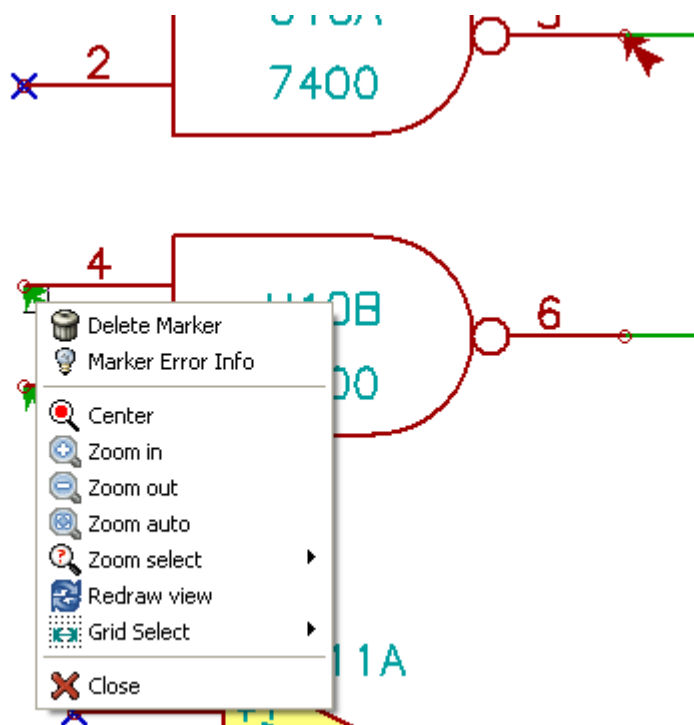 2
7400
4
6
Delete Marker
Marker Error Info
Center
Zoom in
Zoom out
Zoom auto
Zoom select
Redraw view
Grid Select
11A
Close